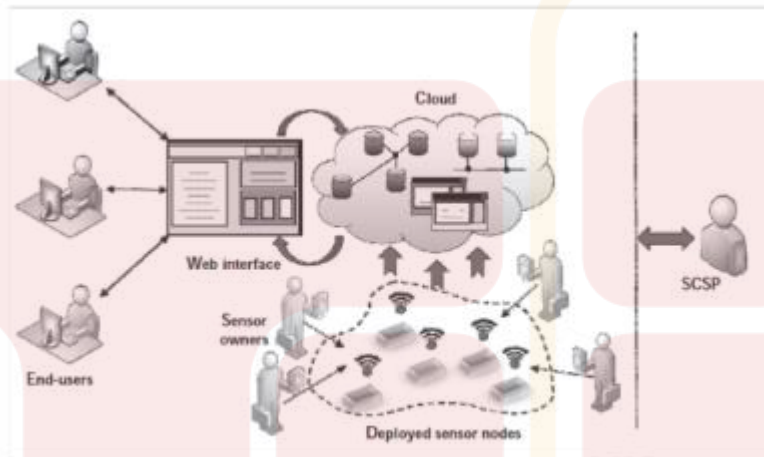 Cloud
Web interface
SCSP
Sensor
owners
End-users
Deployed sensor nodes